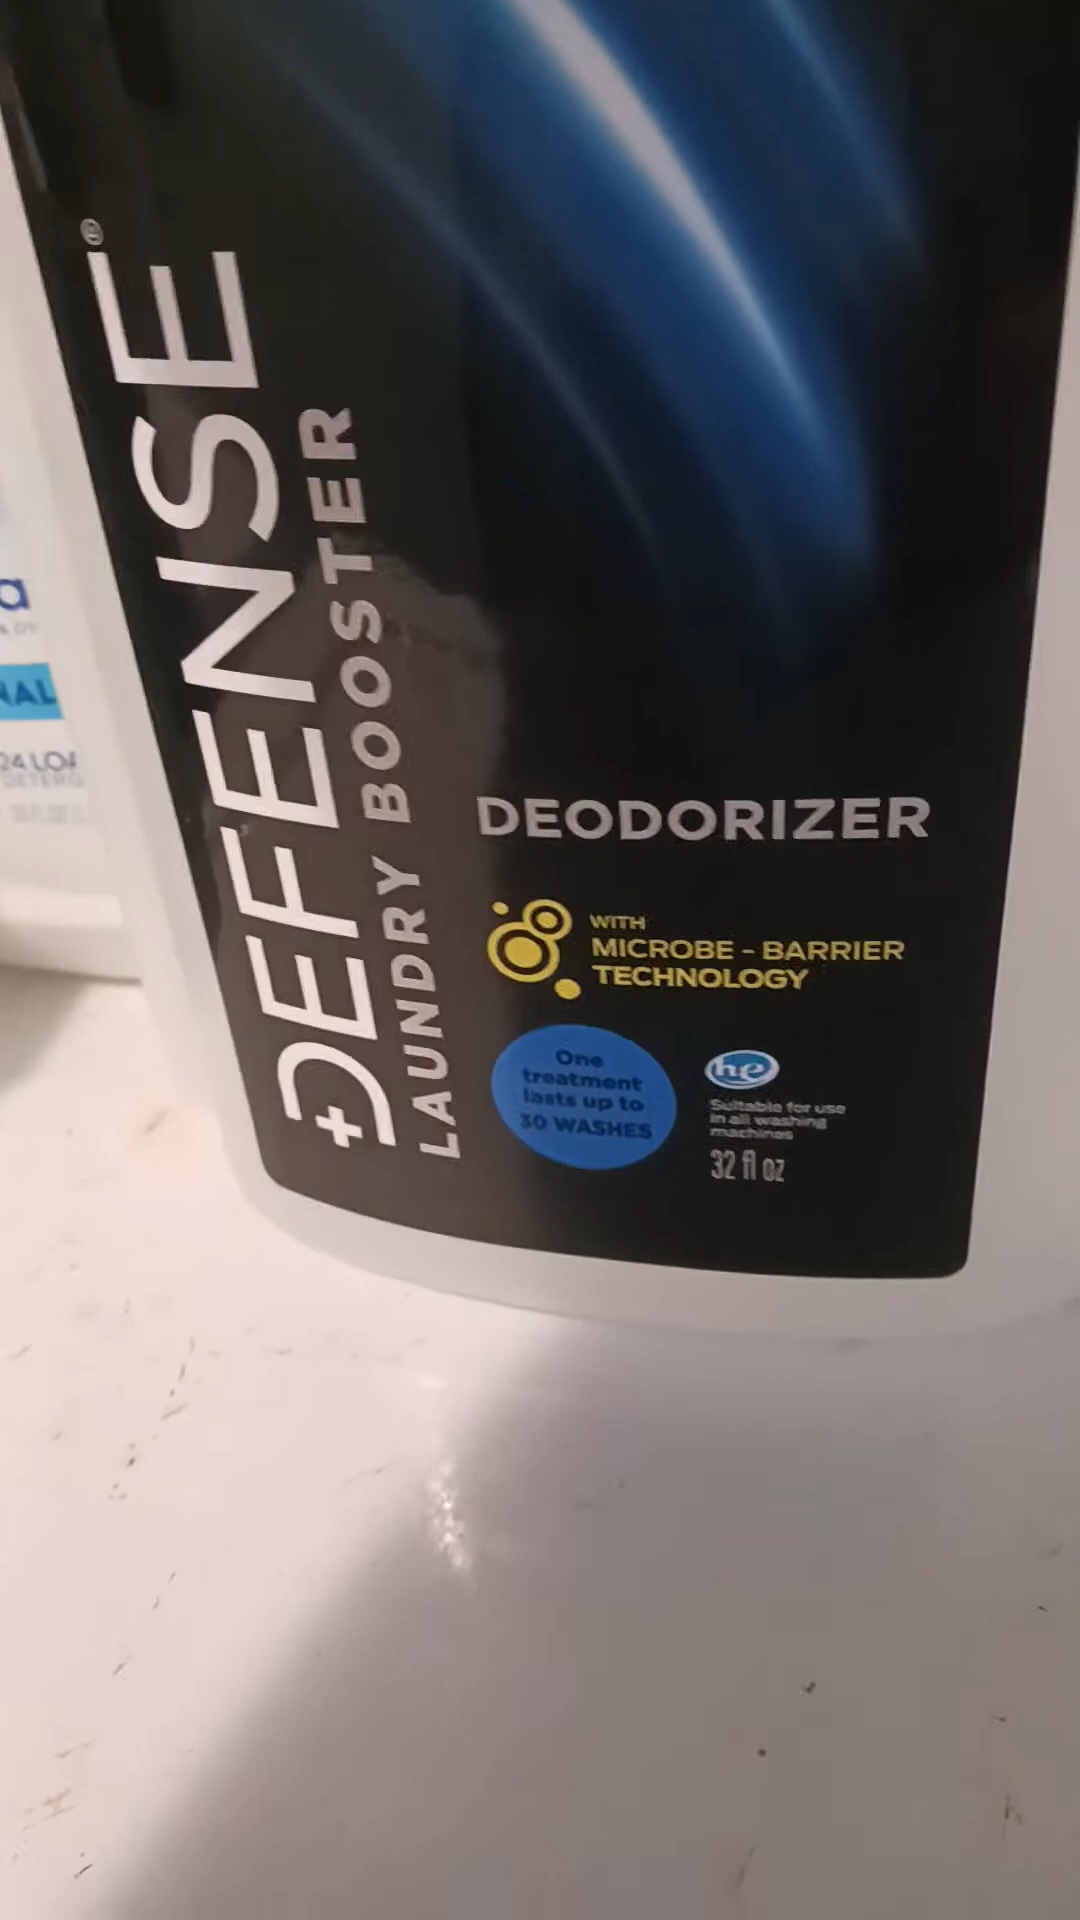 DEFENSE®
LAUNDRY BOOSTER
DEODORIZER
WITH
MICROBE - BARRIER
TECHNOLOGY
One
treatment
lasts up to
30 WASHES
he
Suitable for use
in all washing
machines
32 fl oz
a
NAL
24 LOA
DETERG